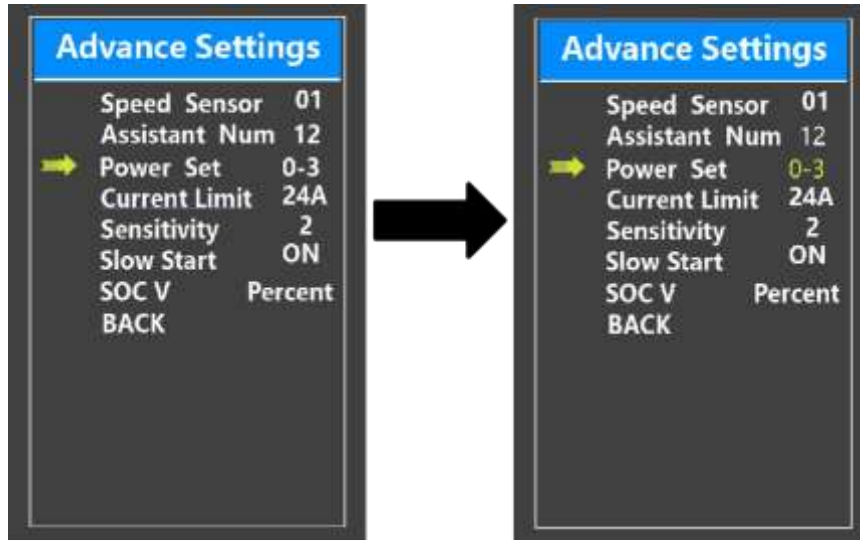 Advance Settings
Speed Sensor 01
Assistant Num 12
Power Set 0-3
Current Limit 24A
Sensitivity 2
Slow Start ON
SOC V Percent
BACK
Advance Settings
Speed Sensor 01
Assistant Num 12
Power Set 0-3
Current Limit 24A
Sensitivity 2
Slow Start ON
SOC V Percent
BACK